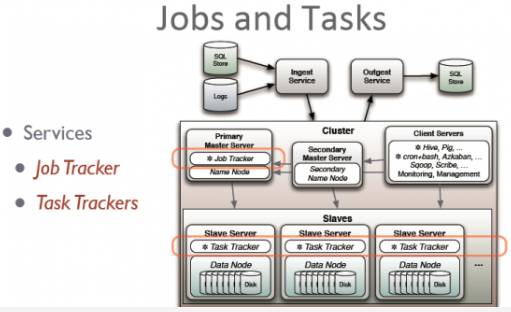 Jobs and Tasks
Services
Job Tracker
Task Trackers
SQL
Store
Logs
Ingest
Service
Outgest
Service
SQL
Store
Cluster
Primary
Master Server
✲ Job Tracker
Name Node
Secondary
Master Server
Secondary
Name Node
Client Servers
✲ Hive, Pig, ...
✲ cron+bash, Azkaban, ...
Sqoop, Scribe, ...
Monitoring, Management
Slaves
Slave Server
✲ Task Tracker
Data Node
Disk
Slave Server
✲ Task Tracker
Data Node
Disk
Slave Server
✲ Task Tracker
Data Node
Disk
...